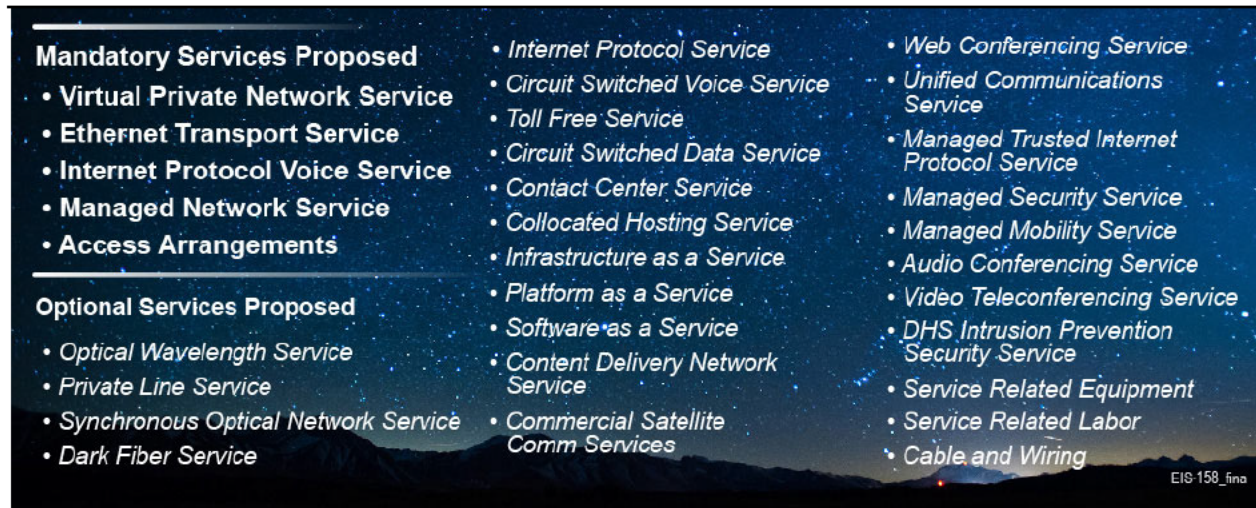 Mandatory Services Proposed
• Virtual Private Network Service
• Ethernet Transport Service
• Internet Protocol Voice Service
• Managed Network Service
• Access Arrangements
Optional Services Proposed
• Optical Wavelength Service
• Private Line Service
• Synchronous Optical Network Service
• Dark Fiber Service
• Internet Protocol Service
• Circuit Switched Voice Service
• Toll Free Service
• Circuit Switched Data Service
• Contact Center Service
• Collocated Hosting Service
• Infrastructure as a Service
• Platform as a Service
• Software as a Service
• Content Delivery Network
Service
• Commercial Satellite
Comm Services
• Web Conferencing Service
• Unified Communications
Service
• Managed Trusted Internet
Protocol Service
• Managed Security Service
• Managed Mobility Service
• Audio Conferencing Service
• Video Teleconferencing Service
• DHS Intrusion Prevention
Security Service
• Service Related Equipment
• Service Related Labor
• Cable and Wiring
EIS-158_fina